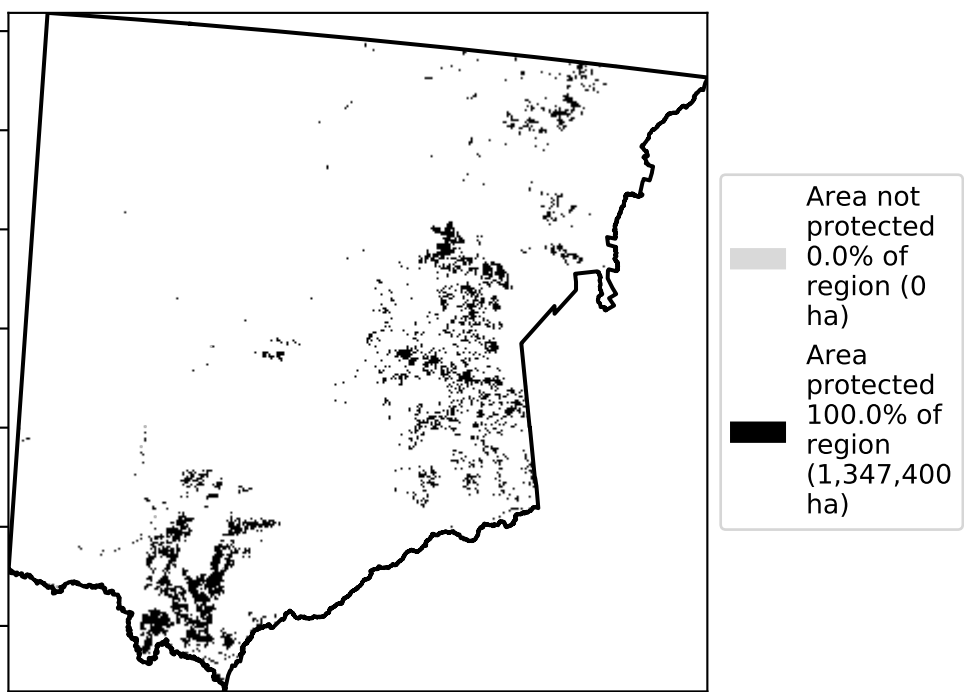 Area not
protected
0.0% of
region (0
ha)
Area
protected
100.0% of
region
(1,347,400
ha)